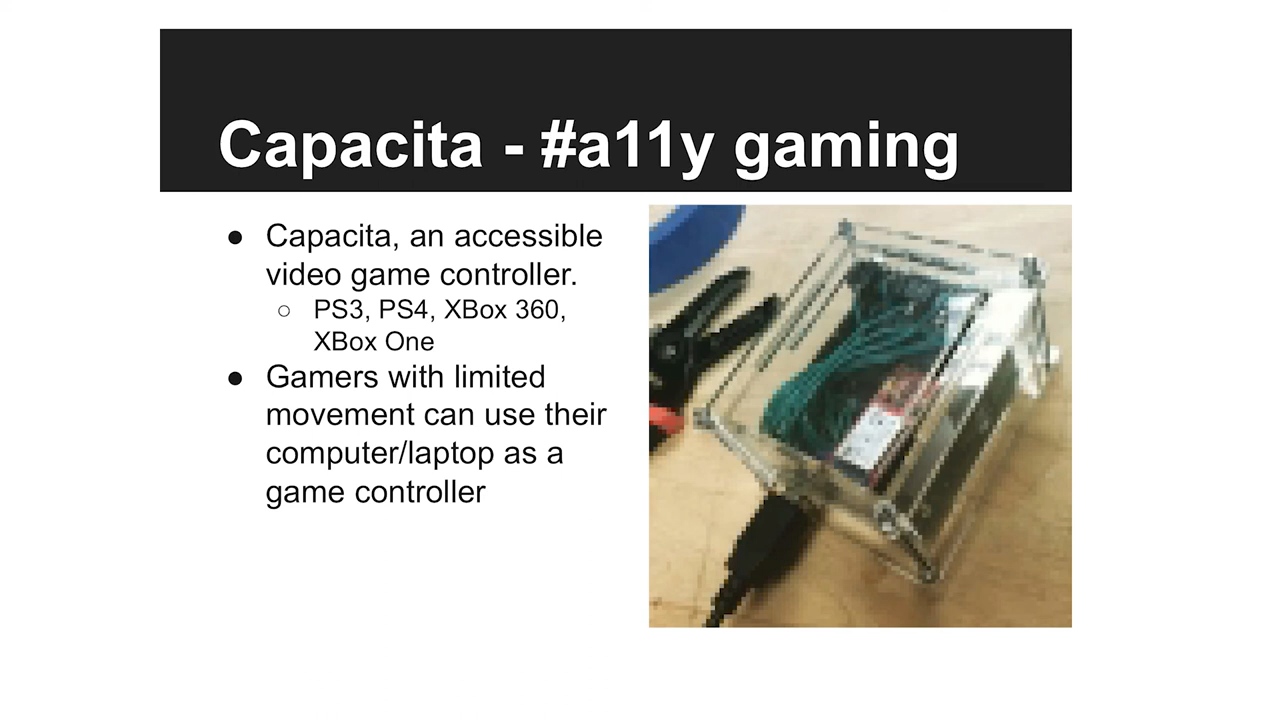 Capacita - #a11y gaming
● Capacita, an accessible
video game controller.
○ PS3, PS4, XBox 360,
XBox One
● Gamers with limited
movement can use their
computer/laptop as a
game controller